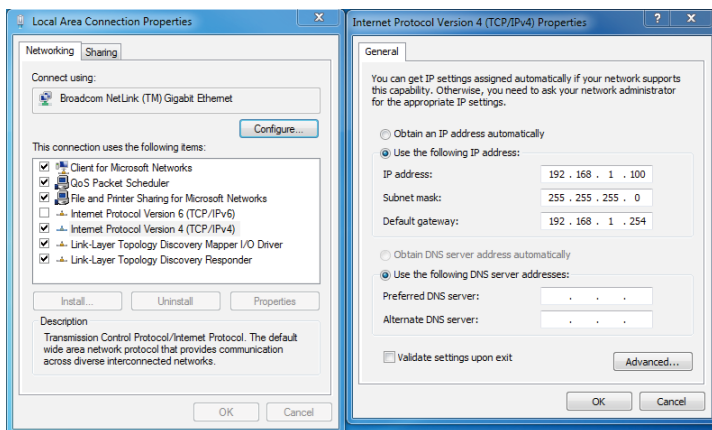 Local Area Connection Properties
Networking
Sharing
Connect using:
Broadcom NetLink (TM) Gigabit Ethernet
Configure...
This connection uses the following items:
Client for Microsoft Networks
QoS Packet Scheduler
File and Printer Sharing for Microsoft Networks
Internet Protocol Version 6 (TCP/IPv6)
Internet Protocol Version 4 (TCP/IPv4)
Link-Layer Topology Discovery Mapper I/O Driver
Link-Layer Topology Discovery Responder
Install...
Uninstall
Properties
Description
Transmission Control Protocol/Internet Protocol. The default
wide area network protocol that provides communication
across diverse interconnected networks.
OK
Cancel
Internet Protocol Version 4 (TCP/IPv4) Properties
General
You can get IP settings assigned automatically if your network supports
this capability. Otherwise, you need to ask your network administrator
for the appropriate IP settings.
Obtain an IP address automatically
Use the following IP address:
IP address: 192 . 168 . 1 . 100
Subnet mask: 255 . 255 . 255 . 0
Default gateway: 192 . 168 . 1 . 254
Obtain DNS server address automatically
Use the following DNS server addresses:
Preferred DNS server: . . .
Alternate DNS server: . . .
Validate settings upon exit
Advanced...
OK
Cancel